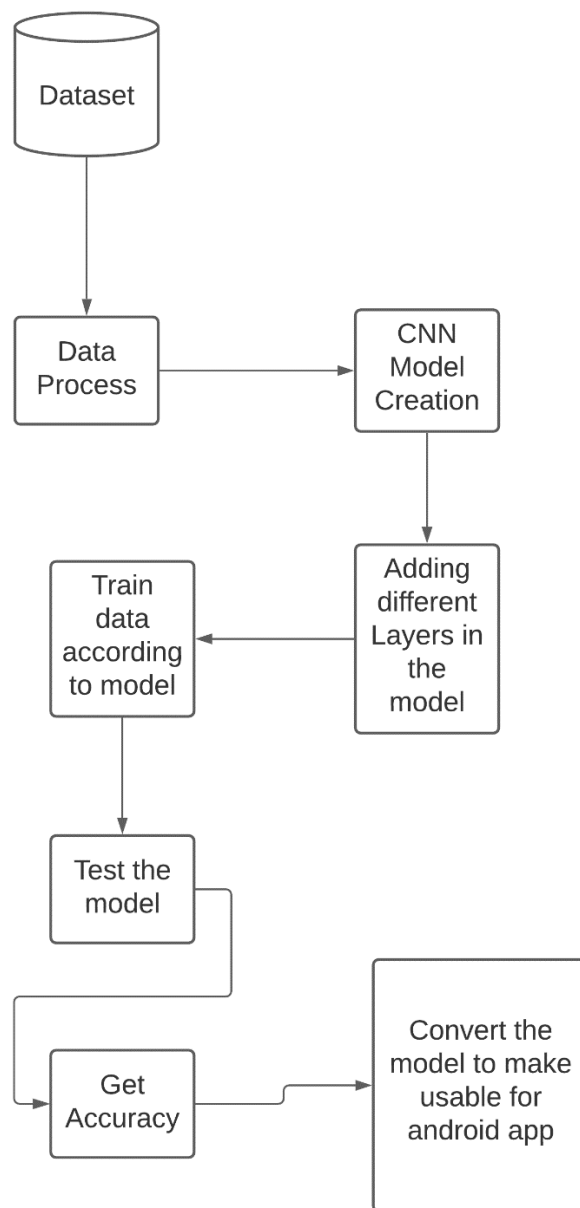 Dataset
Data
Process
CNN
Model
Creation
Adding
different
Layers in
the
model
Train
data
according
to model
Test the
model
Get
Accuracy
Convert the
model to make
usable for
android app